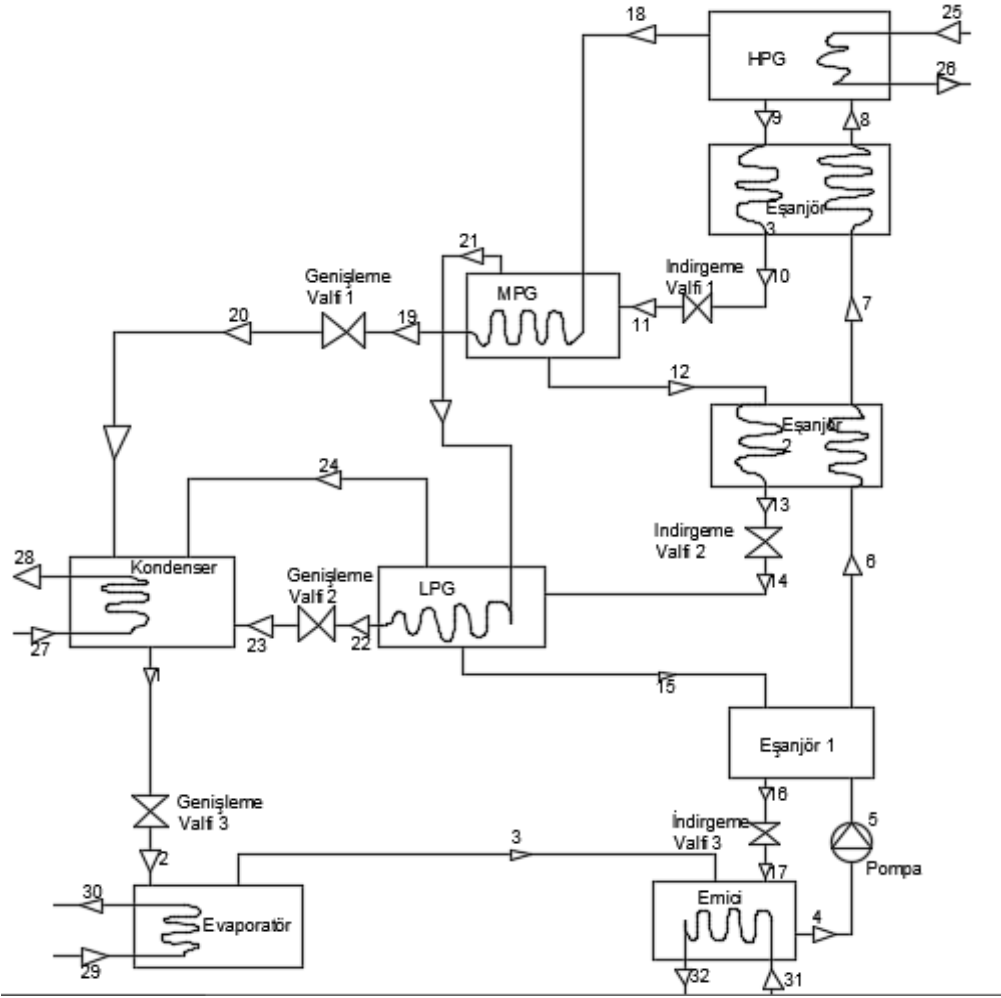 18
25
HPG
26
9
8
Eşanjör
3
21
Genişleme
Valfi 1
MPG
İndirgeme
Valfi 1
10
20
19
11
7
12
Eşanjör
2
24
13
İndirgeme
Valfi 2
28
Kondenser
Genişleme
Valfi 2
LPG
14
6
27
23
22
1
15
Eşanjör 1
16
Genişleme
Valfi 3
İndirgeme
Valfi 3
5
2
3
17
Pompa
30
Emici
4
Evaporatör
29
32
31